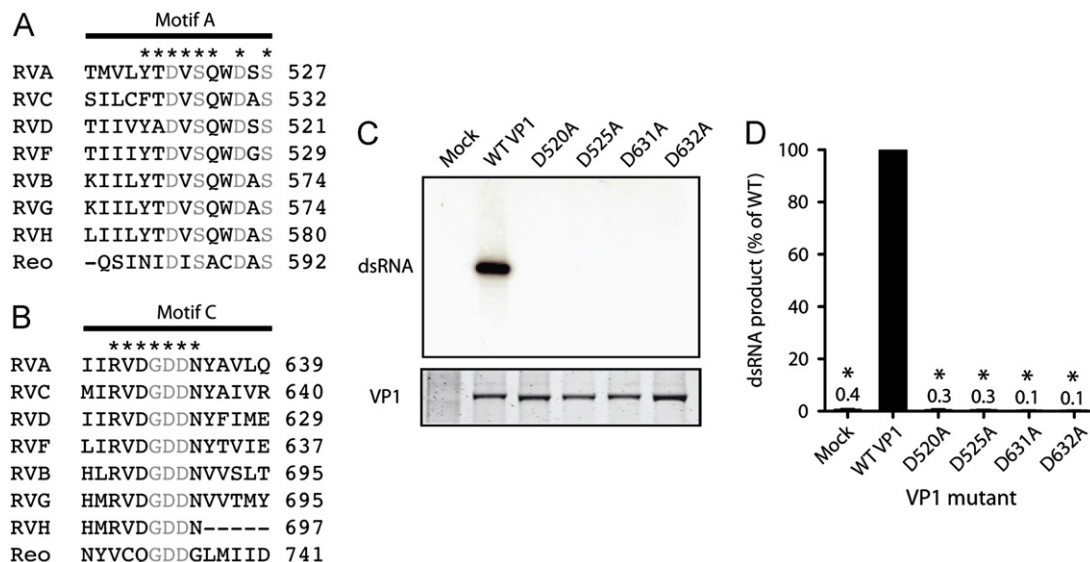 A
Motif A
****** * *
RVA TMVLYTDVSQWDSS 527
RVC SILCFTDVSQWDAS 532
RVD TIIVYADVSQWDSS 521
RVF TIIIYTDVSQWDGS 529
RVB KIILYTDVSQWDAS 574
RVG KIILYTDVSQWDAS 574
RVH LIILYTDVSQWDAS 580
Reo -QSINIDISACDAS 592
B
Motif C
*******
RVA IIRVDGDDNYAVLQ 639
RVC MIRVDGDDNYAIVR 640
RVD IIRVDGDDNYFIME 629
RVF LIRVDGDDNYTVIE 637
RVB HLRVDGDDNVVSLT 695
RVG HMRVDGDDNVVTMY 695
RVH HMRVDGDDN----- 697
Reo NYVCQGDDGLMIID 741
C
Mock WT VP1 D520A D525A D631A D632A
dsRNA
VP1
D
dsRNA product (% of WT)
100
80
60
40
20
0
* * * * *
0.4 0.3 0.3 0.1 0.1
Mock WT VP1 D520A D525A D631A D632A
VP1 mutant